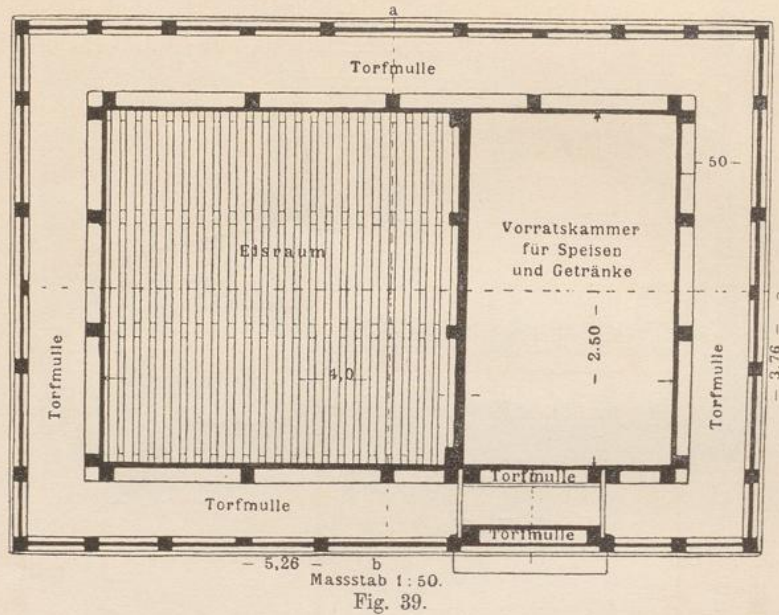 a
Torfmulle
— 50 —
Eisraum
Vorratskammer
für Speisen
und Getränke
— 2.50 —
— 3,76
4,0
Torfmulle
Torfmulle
Torfmulle
Torfmulle
Torfmulle
— 5,26 — b
Massstab 1 : 50.
Fig. 39.